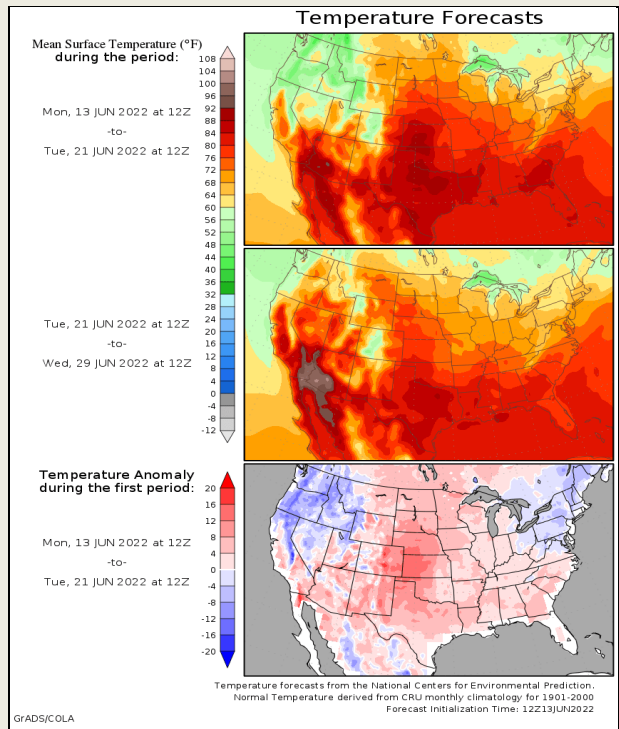 Temperature Forecasts
Mean Surface Temperature (°F)
during the period:
108
104
100
96
92
88
84
80
76
72
68
64
60
56
52
48
44
40
36
32
28
24
20
16
12
8
4
0
-4
-8
-12
Mon, 13 JUN 2022 at 12Z
-to-
Tue, 21 JUN 2022 at 12Z
Tue, 21 JUN 2022 at 12Z
-to-
Wed, 29 JUN 2022 at 12Z
Temperature Anomaly
during the first period:
20
16
12
8
4
0
-4
-8
-12
-16
-20
Mon, 13 JUN 2022 at 12Z
-to-
Tue, 21 JUN 2022 at 12Z
Temperature forecasts from the National Centers for Environmental Prediction.
Normal Temperature derived from CRU monthly climatology for 1901-2000
Forecast Initialization Time: 12Z13JUN2022
GrADS/COLA